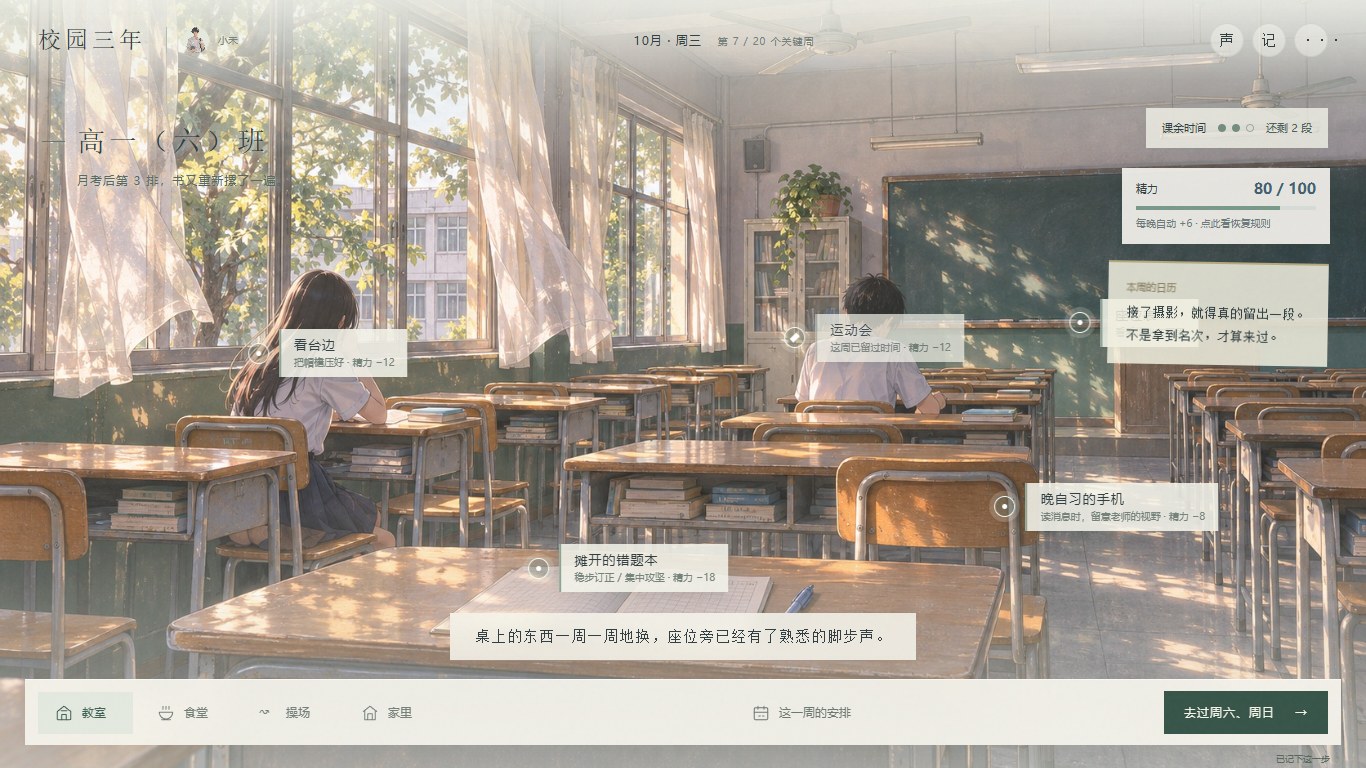 校园三年
小禾
10月 · 周三 第 7 / 20 个关键周
声 记 · · ·
高一（六）班
月考后第 3 排，书又重新摞了一遍。
课余时间 还剩 2 段
精力 80 / 100
每晚自动 +6 · 点此看恢复规则
本周的日历
接了摄影，就得真的留出一段。
不是拿到名次，才算来过。
看台边
把帽檐压好 · 精力 −12
运动会
这周已留过时间 · 精力 −12
晚自习的手机
读消息时，留意老师的视野 · 精力 −8
摊开的错题本
稳步订正 / 集中攻坚 · 精力 −18
桌上的东西一周一周地换，座位旁已经有了熟悉的脚步声。
教室 食堂 操场 家里 这一周的安排 去过周六、周日 →
已记下这一步